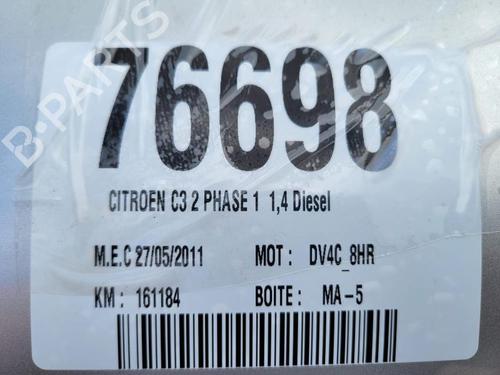 B-PARTS
76698
CITROEN C3 2 PHASE 1 1,4 Diesel
M.E.C 27/05/2011 MOT : DV4C_8HR
KM : 161184 BOITE : MA-5